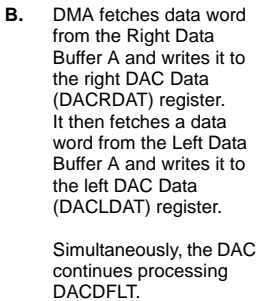 B. DMA fetches data word
from the Right Data
Buffer A and writes it to
the right DAC Data
(DACRDAT) register.
It then fetches a data
word from the Left Data
Buffer A and writes it to
the left DAC Data
(DACLDAT) register.
Simultaneously, the DAC
continues processing
DACDFLT.